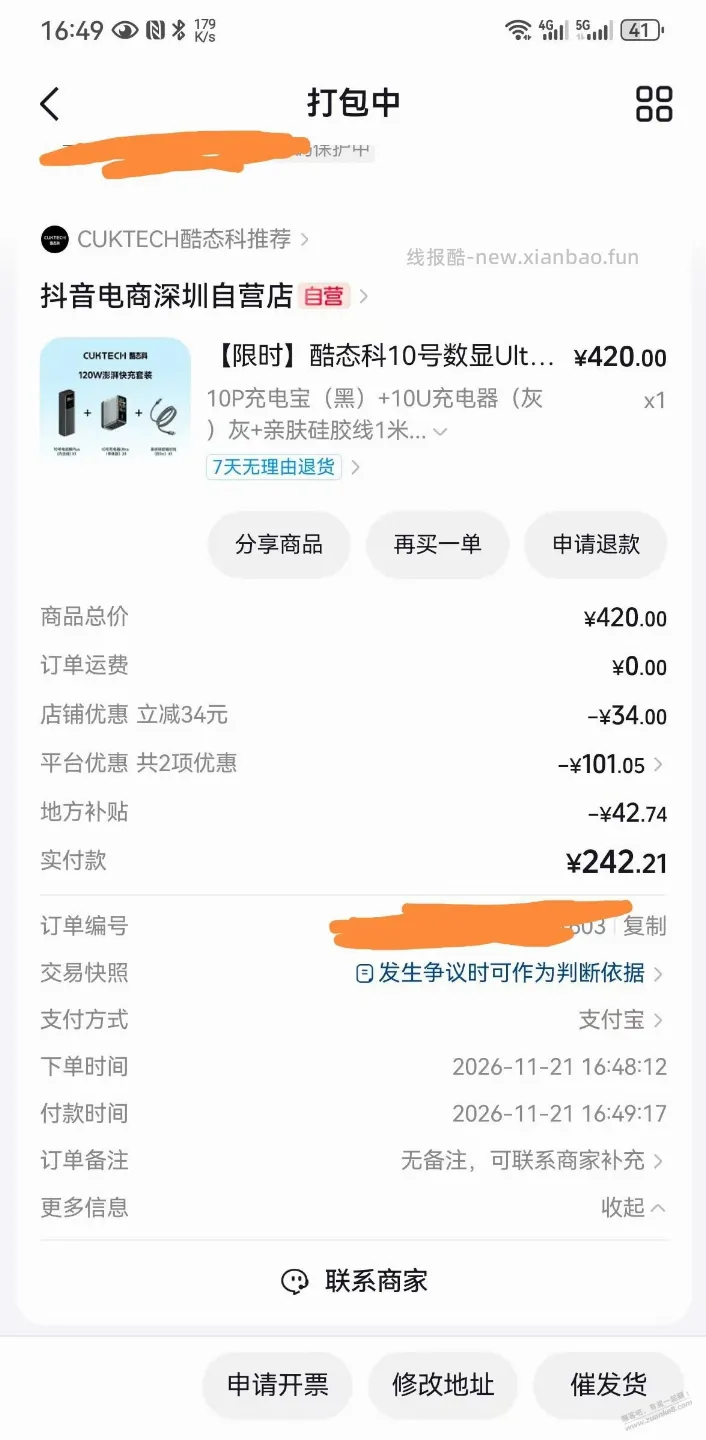 16:49 179 K/s 4G 5G 41
打包中
保护中
CUKTECH酷态科推荐
线报酷-new.xianbao.fun
抖音电商深圳自营店 自营
CUKTECH 酷态科
120W澎湃快充套装
【限时】酷态科10号数显Ult... ¥420.00
10P充电宝（黑）+10U充电器（灰 x1
）灰+亲肤硅胶线1米...
7天无理由退货
分享商品 再买一单 申请退款
商品总价 ¥420.00
订单运费 ¥0.00
店铺优惠 立减34元 -¥34.00
平台优惠 共2项优惠 -¥101.05
地方补贴 -¥42.74
实付款 ¥242.21
订单编号 603 复制
交易快照 发生争议时可作为判断依据
支付方式 支付宝
下单时间 2026-11-21 16:48:12
付款时间 2026-11-21 16:49:17
订单备注 无备注，可联系商家补充
更多信息 收起
联系商家
申请开票 修改地址 催发货
www.zuanke8.com